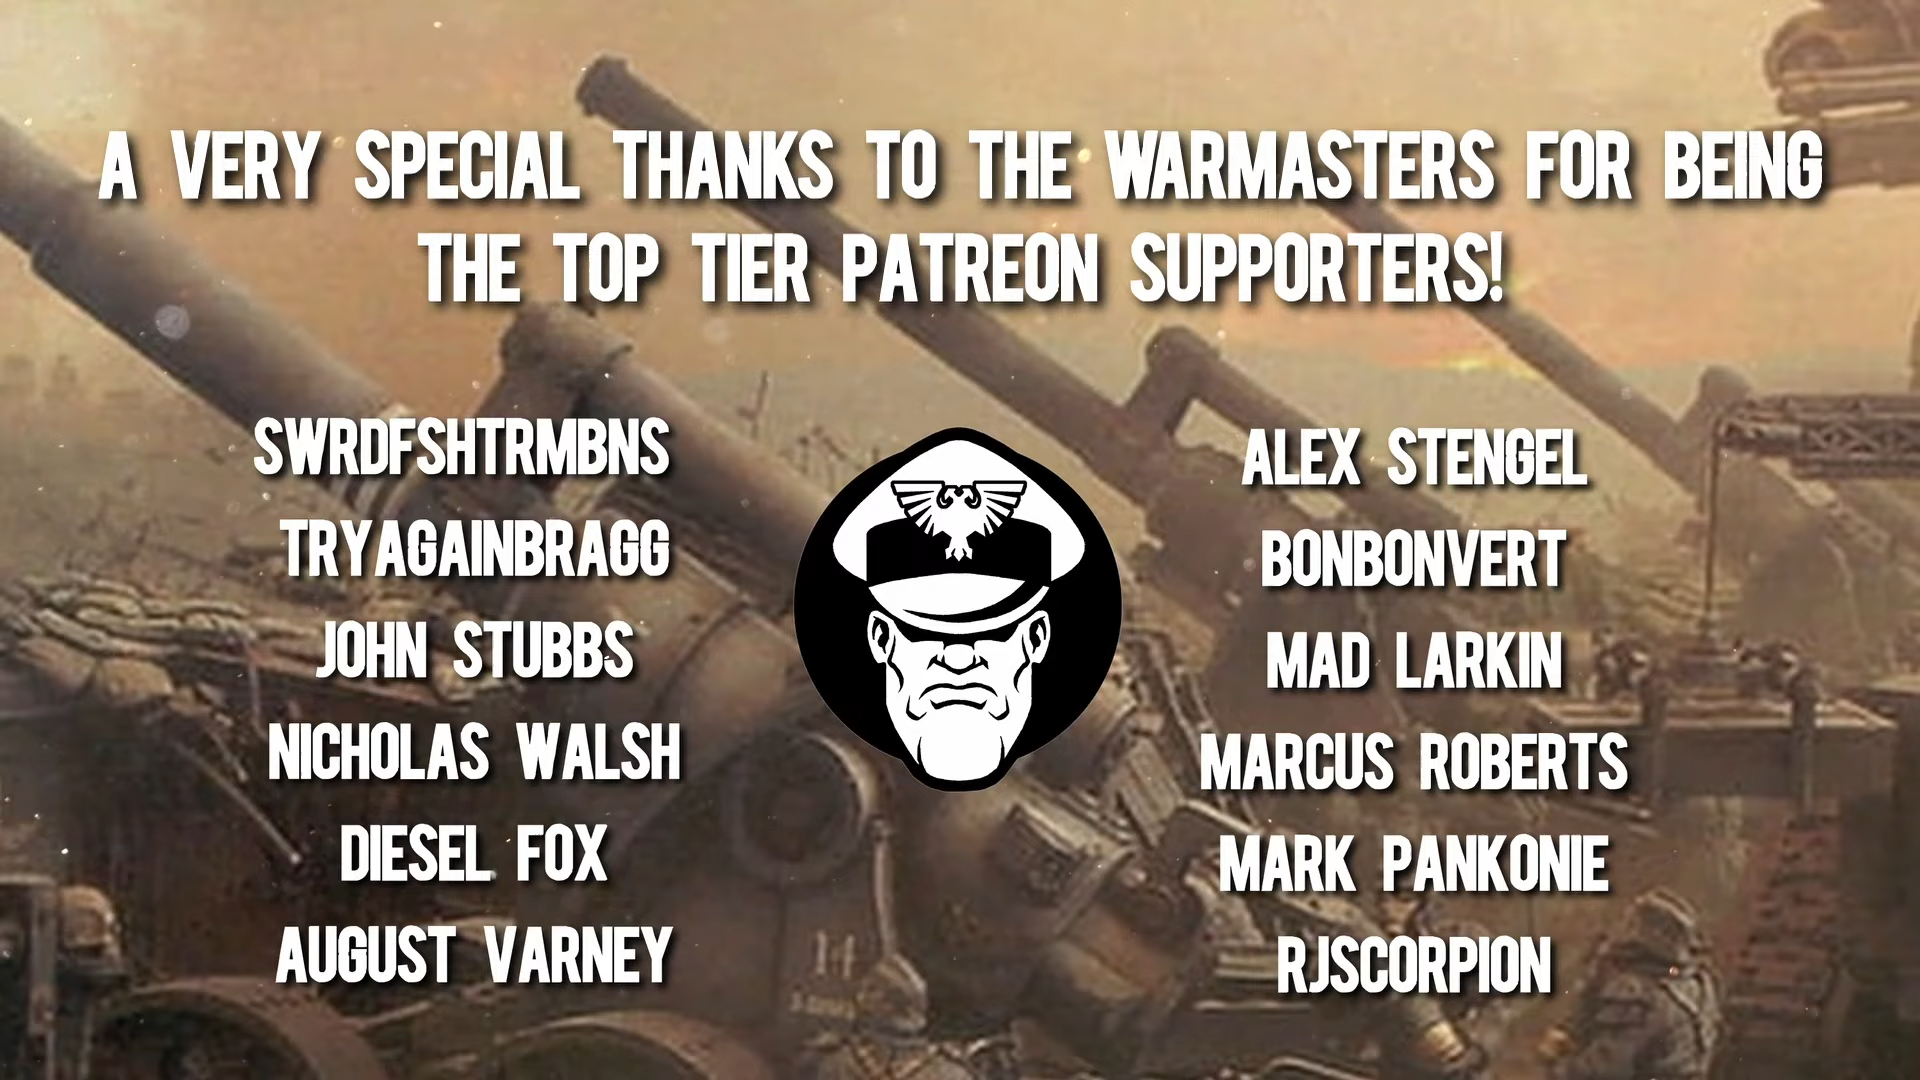 A VERY SPECIAL THANKS TO THE WARMASTERS FOR BEING
THE TOP TIER PATREON SUPPORTERS!
SWRDFSHTRMBNS
TRYAGAINBRAGG
JOHN STUBBS
NICHOLAS WALSH
DIESEL FOX
AUGUST VARNEY
ALEX STENGEL
BONBONVERT
MAD LARKIN
MARCUS ROBERTS
MARK PANKONIE
RJSCORPION